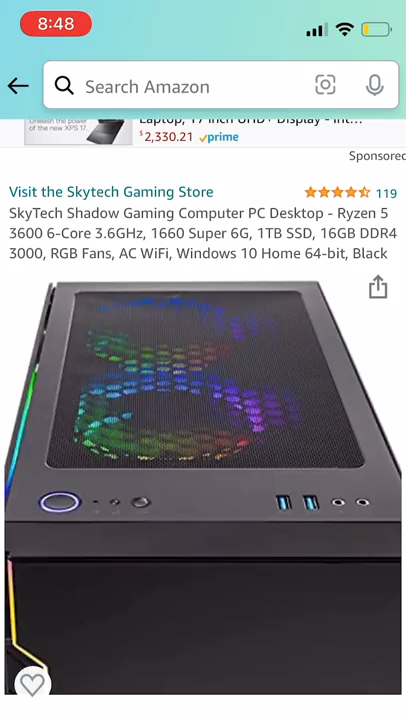 8:48
Search Amazon
Unleash the power
of the new XPS 17.
Laptop, 17 inch UHD+ Display - Int...
$2,330.21 prime
Sponsored
Visit the Skytech Gaming Store 119
SkyTech Shadow Gaming Computer PC Desktop - Ryzen 5
3600 6-Core 3.6GHz, 1660 Super 6G, 1TB SSD, 16GB DDR4
3000, RGB Fans, AC WiFi, Windows 10 Home 64-bit, Black